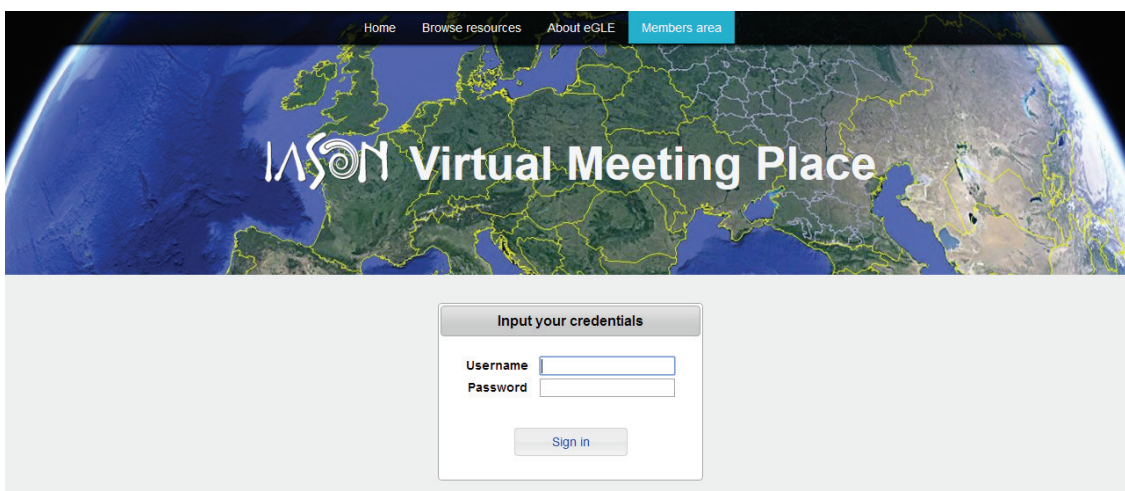 Home Browse resources About eGLE Members area
IASON Virtual Meeting Place
Input your credentials
Username
Password
Sign in